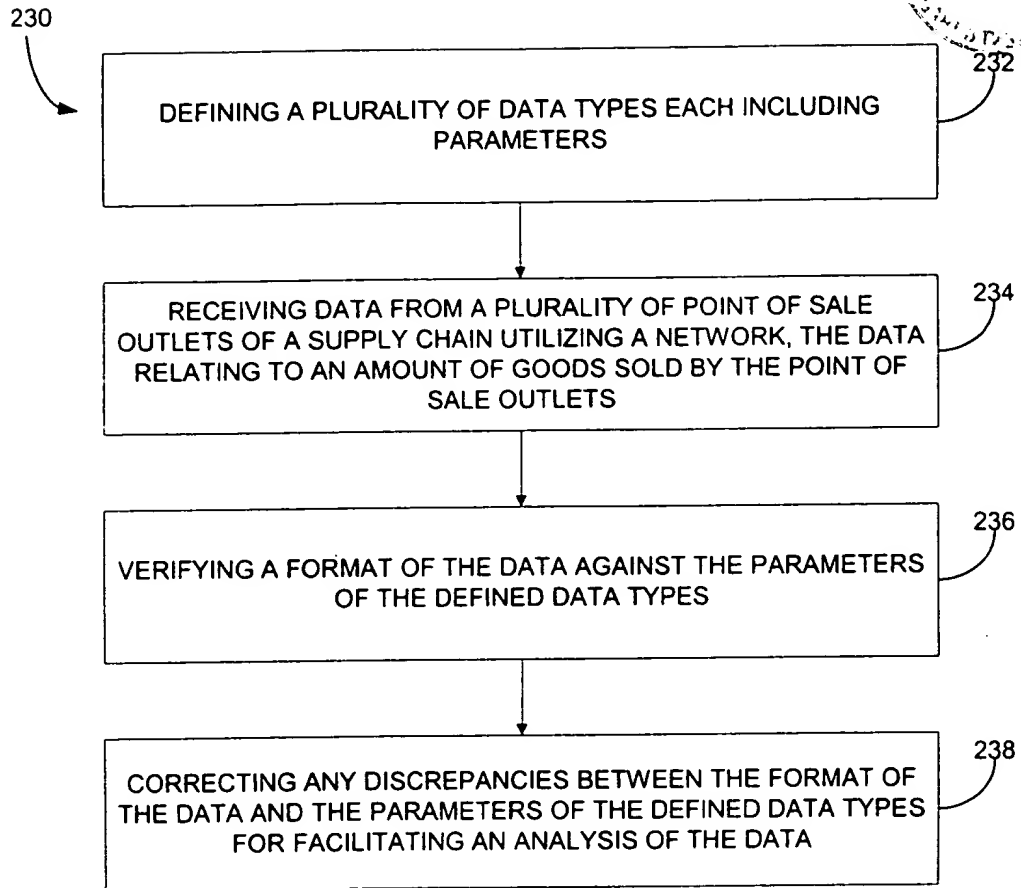 230
232
DEFINING A PLURALITY OF DATA TYPES EACH INCLUDING
PARAMETERS
234
RECEIVING DATA FROM A PLURALITY OF POINT OF SALE
OUTLETS OF A SUPPLY CHAIN UTILIZING A NETWORK, THE DATA
RELATING TO AN AMOUNT OF GOODS SOLD BY THE POINT OF
SALE OUTLETS
236
VERIFYING A FORMAT OF THE DATA AGAINST THE PARAMETERS
OF THE DEFINED DATA TYPES
238
CORRECTING ANY DISCREPANCIES BETWEEN THE FORMAT OF
THE DATA AND THE PARAMETERS OF THE DEFINED DATA TYPES
FOR FACILITATING AN ANALYSIS OF THE DATA